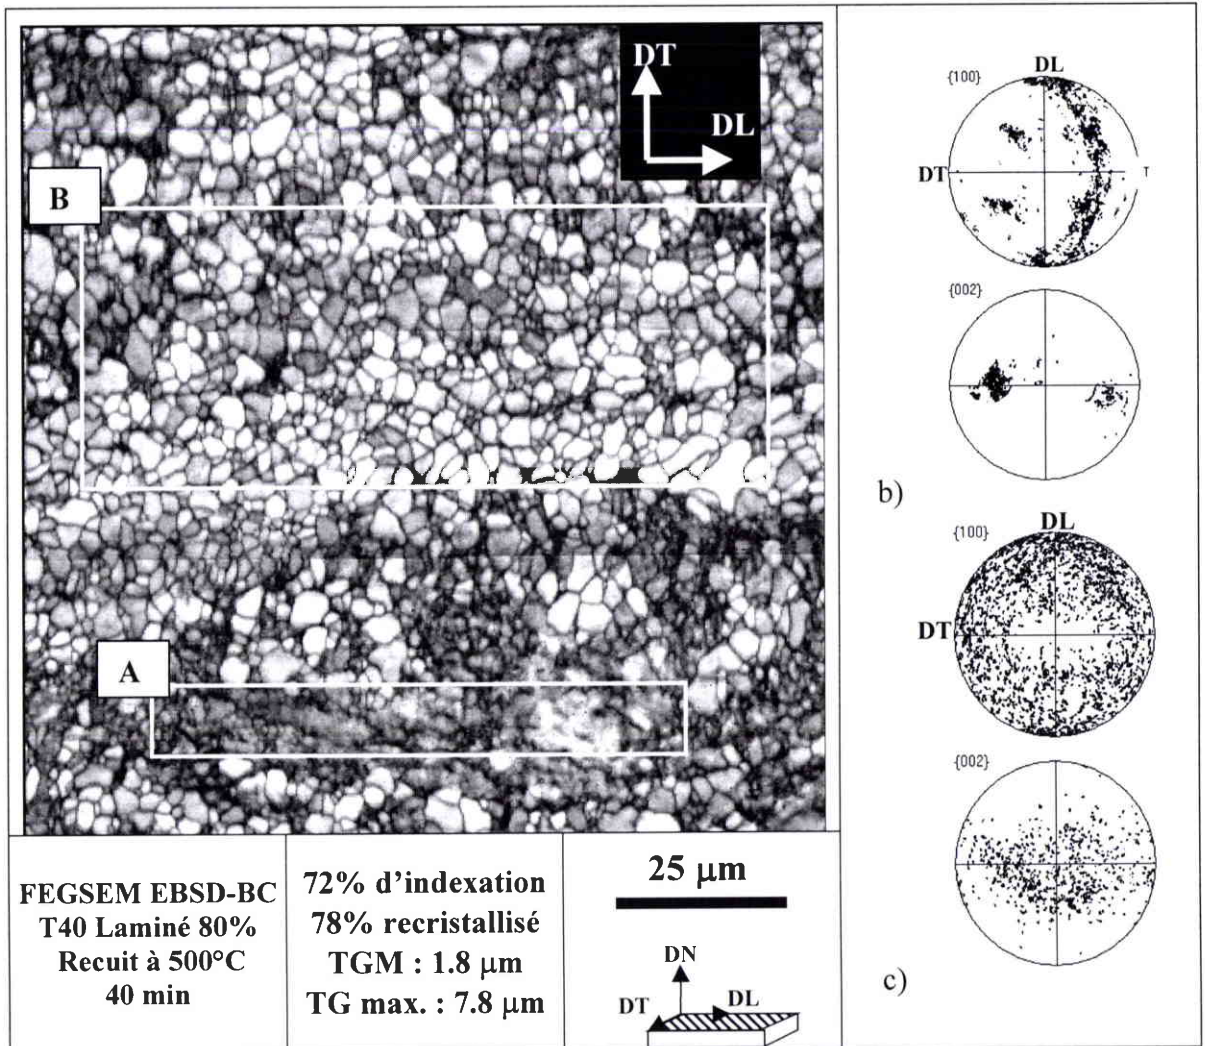 DT
DL
B
A
FEGSEM EBSD-BC
T40 Laminé 80%
Recuit à 500°C
40 min
72% d'indexation
78% recristallisé
TGM : 1.8 μm
TG max. : 7.8 μm
25 μm
DN
DT
DL
DL
{100}
DT
T
{002}
b)
DL
{100}
DT
{002}
c)